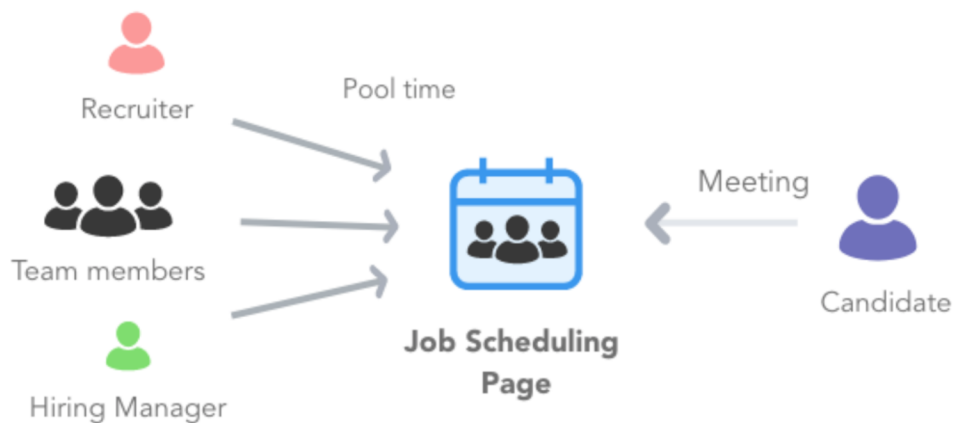 Recruiter
Pool time
Team members
Hiring Manager
Job Scheduling
Page
Meeting
Candidate